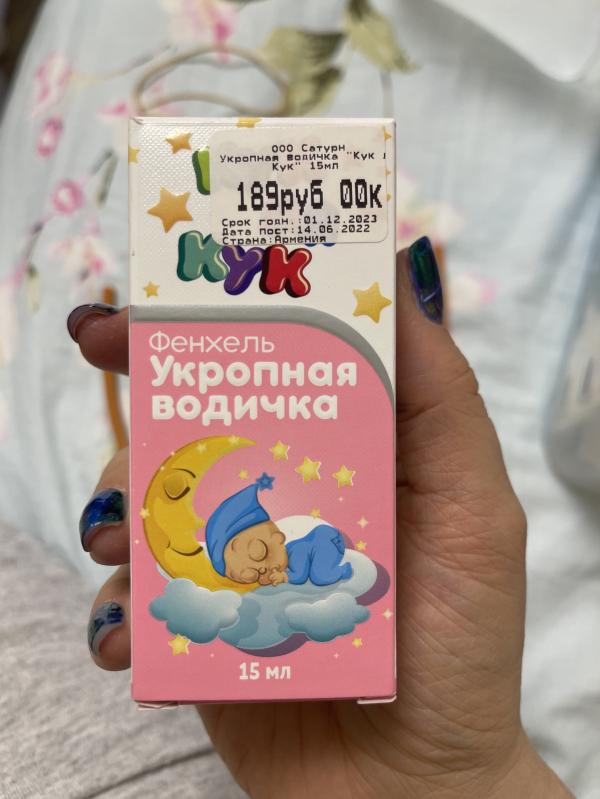 ООО Сатурн
Укропная водичка "Кук
Кук" 15мл
189руб 00к
Срок годн.:01.12.2023
Дата пост:14.06.2022
Страна:Армения
КУК
Фенхель
Укропная
водичка
15 мл